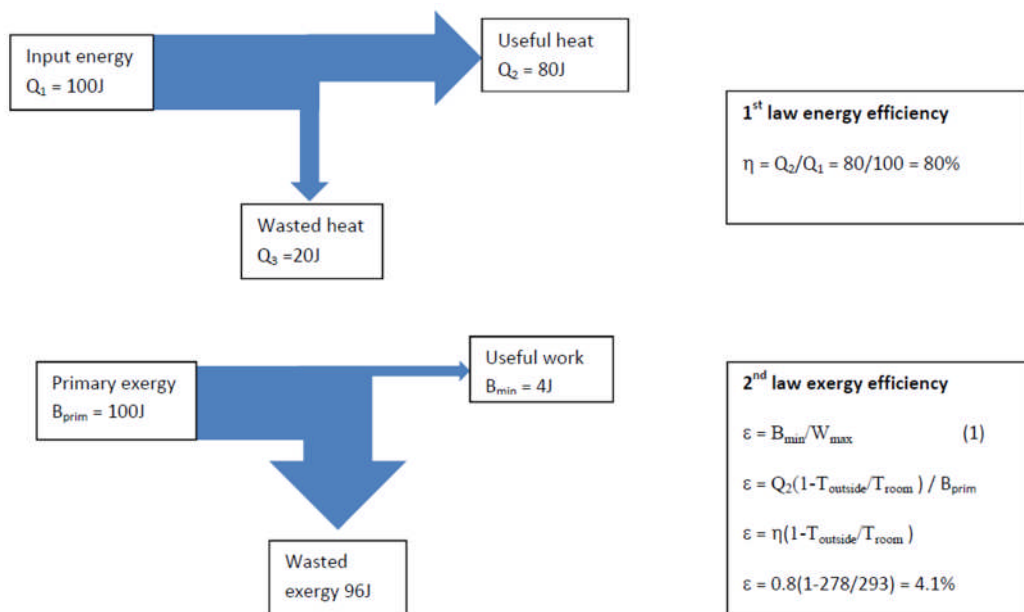 Input energy
Q₁ = 100J
Useful heat
Q₂ = 80J
Wasted heat
Q₃ =20J
1ˢᵗ law energy efficiency
η = Q₂/Q₁ = 80/100 = 80%
Primary exergy
Bₚᵣᵢₘ = 100J
Useful work
Bₘᵢₙ = 4J
Wasted
exergy 96J
2ⁿᵈ law exergy efficiency
ε = Bₘᵢₙ/Wₘₐₓ (1)
ε = Q₂(1-Tₒᵤₜₛᵢdₑ/Tᵣₒₒₘ ) / Bₚᵣᵢₘ
ε = η(1-Tₒᵤₜₛᵢdₑ/Tᵣₒₒₘ )
ε = 0.8(1-278/293) = 4.1%